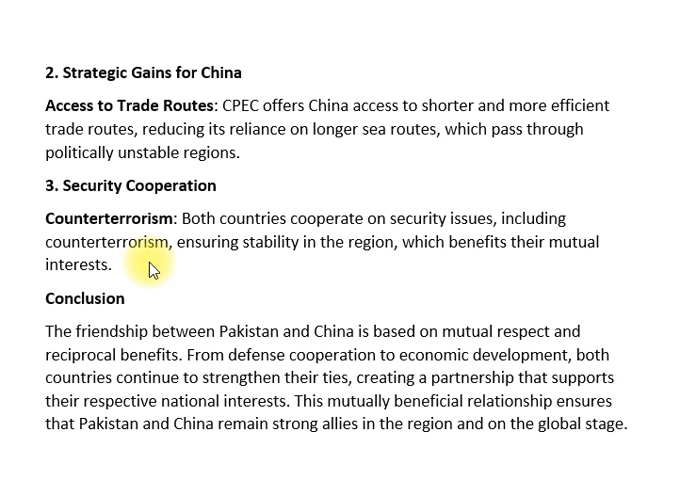 2. Strategic Gains for China
Access to Trade Routes: CPEC offers China access to shorter and more efficient
trade routes, reducing its reliance on longer sea routes, which pass through
politically unstable regions.
3. Security Cooperation
Counterterrorism: Both countries cooperate on security issues, including
counterterrorism, ensuring stability in the region, which benefits their mutual
interests.
Conclusion
The friendship between Pakistan and China is based on mutual respect and
reciprocal benefits. From defense cooperation to economic development, both
countries continue to strengthen their ties, creating a partnership that supports
their respective national interests. This mutually beneficial relationship ensures
that Pakistan and China remain strong allies in the region and on the global stage.